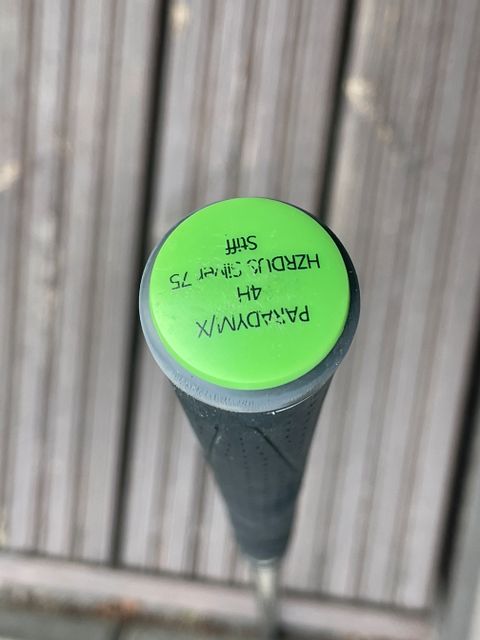 PARADYM/X
4H
HZRDUS Silver 75
Stiff